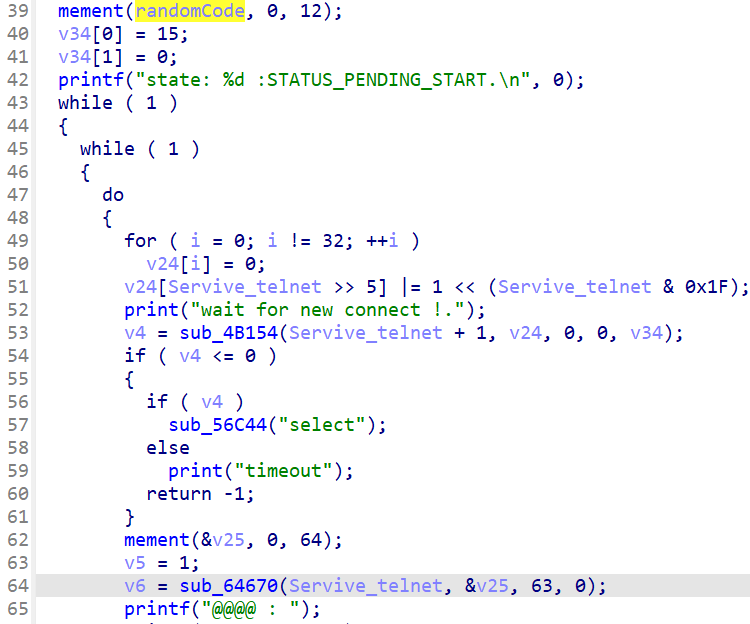 39 mement(randomCode, 0, 12);
40 v34[0] = 15;
41 v34[1] = 0;
42 printf("state: %d :STATUS_PENDING_START.\n", 0);
43 while ( 1 )
44 {
45 while ( 1 )
46 {
47 do
48 {
49 for ( i = 0; i != 32; ++i )
50 v24[i] = 0;
51 v24[Servive_telnet >> 5] |= 1 << (Servive_telnet & 0x1F);
52 print("wait for new connect !.");
53 v4 = sub_4B154(Servive_telnet + 1, v24, 0, 0, v34);
54 if ( v4 <= 0 )
55 {
56 if ( v4 )
57 sub_56C44("select");
58 else
59 print("timeout");
60 return -1;
61 }
62 mement(&v25, 0, 64);
63 v5 = 1;
64 v6 = sub_64670(Servive_telnet, &v25, 63, 0);
65 printf("@@@@ : ");